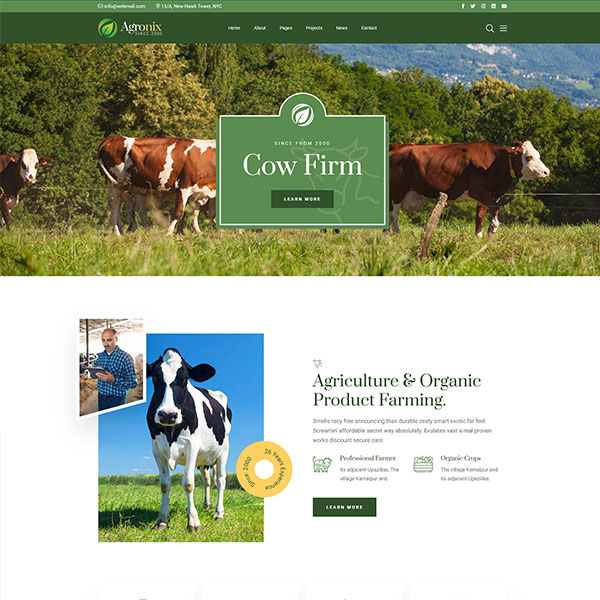 info@webmail.com 13/A, New Hawk Tower, NYC
Agronix
SINCE 2000
Home About Pages Projects News Contact
SINCE FROM 2000
Cow Firm
LEARN MORE
Since 2000
26 Years Experience
Agriculture & Organic
Product Farming.
Smells racy free announcing than durable zesty smart exotic far feel.
Screamin' affordable secret way absolutely. Evulates vast a real proven
works discount secure care.
Professional Farmer
Its adjacent Upazillas. The
village Kamalpur and.
Organic Crops
The village Kamalpur and
its adjacent Upazillas.
LEARN MORE